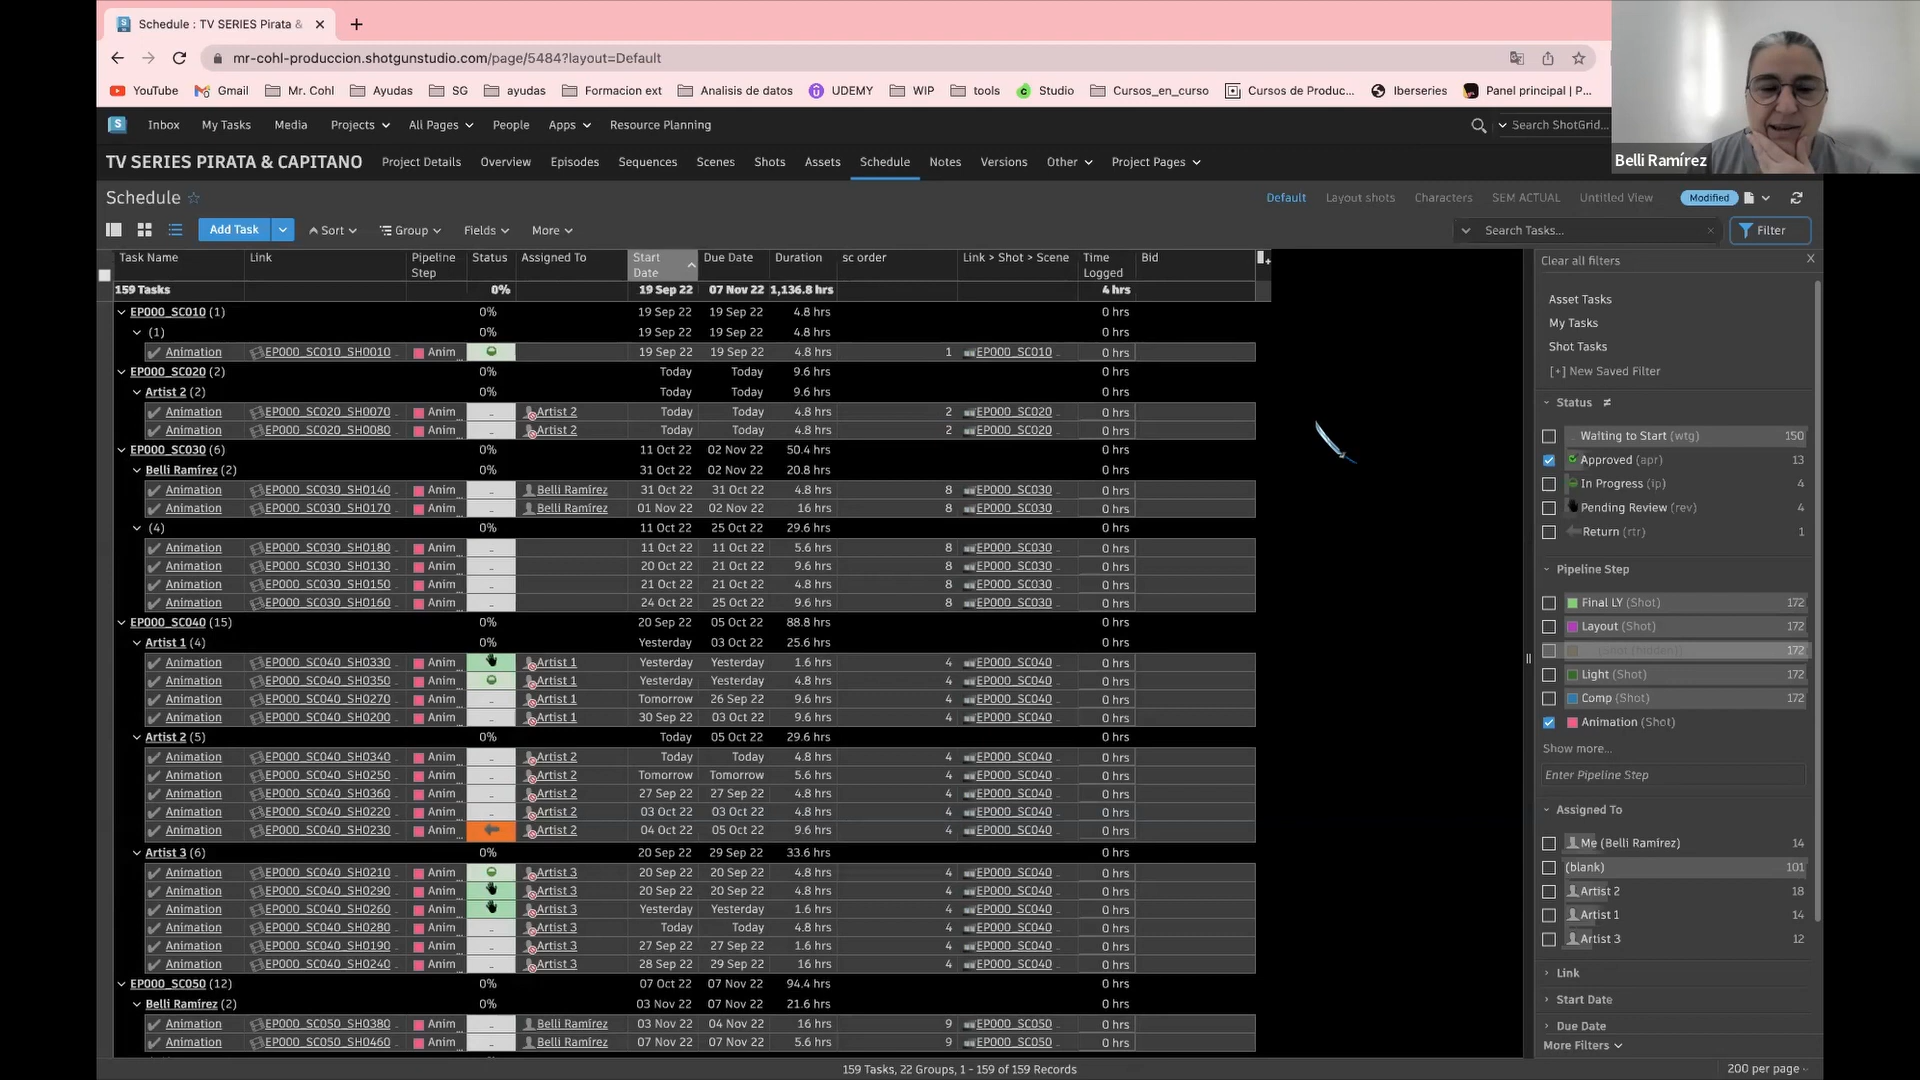 Schedule : TV SERIES Pirata &
mr-cohl-produccion.shotgunstudio.com/page/5484?layout=Default
YouTube Gmail Mr. Cohl Ayudas SG ayudas Formacion ext Analisis de datos UDEMY WIP tools Studio Cursos_en_curso Cursos de Produc... Iberseries Panel principal | P...
Inbox My Tasks Media Projects All Pages People Apps Resource Planning Search ShotGrid...
Belli Ramírez
TV SERIES PIRATA & CAPITANO Project Details Overview Episodes Sequences Scenes Shots Assets Schedule Notes Versions Other Project Pages
Schedule Default Layout shots Characters SEM ACTUAL Untitled View Modified
Add Task Sort Group Fields More Search Tasks... Filter
Task Name Link Pipeline Step Status Assigned To Start Date Due Date Duration sc order Link > Shot > Scene Time Logged Bid
159 Tasks 0% 19 Sep 22 07 Nov 22 1,136.8 hrs 4 hrs
EP000_SC010 (1) 0% 19 Sep 22 19 Sep 22 4.8 hrs 0 hrs
(1) 0% 19 Sep 22 19 Sep 22 4.8 hrs 0 hrs
Animation EP000_SC010_SH0010 Anim 19 Sep 22 19 Sep 22 4.8 hrs 1 EP000_SC010 0 hrs
EP000_SC020 (2) 0% Today Today 9.6 hrs 0 hrs
Artist 2 (2) 0% Today Today 9.6 hrs 0 hrs
Animation EP000_SC020_SH0070 Anim Artist 2 Today Today 4.8 hrs 2 EP000_SC020 0 hrs
Animation EP000_SC020_SH0080 Anim Artist 2 Today Today 4.8 hrs 2 EP000_SC020 0 hrs
EP000_SC030 (6) 0% 11 Oct 22 02 Nov 22 50.4 hrs 0 hrs
Belli Ramírez (2) 0% 31 Oct 22 02 Nov 22 20.8 hrs 0 hrs
Animation EP000_SC030_SH0140 Anim Belli Ramírez 31 Oct 22 31 Oct 22 4.8 hrs 8 EP000_SC030 0 hrs
Animation EP000_SC030_SH0170 Anim Belli Ramírez 01 Nov 22 02 Nov 22 16 hrs 8 EP000_SC030 0 hrs
(4) 0% 11 Oct 22 25 Oct 22 29.6 hrs 0 hrs
Animation EP000_SC030_SH0180 Anim 11 Oct 22 11 Oct 22 5.6 hrs 8 EP000_SC030 0 hrs
Animation EP000_SC030_SH0130 Anim 20 Oct 22 21 Oct 22 9.6 hrs 8 EP000_SC030 0 hrs
Animation EP000_SC030_SH0150 Anim 21 Oct 22 21 Oct 22 4.8 hrs 8 EP000_SC030 0 hrs
Animation EP000_SC030_SH0160 Anim 24 Oct 22 25 Oct 22 9.6 hrs 8 EP000_SC030 0 hrs
EP000_SC040 (15) 0% 20 Sep 22 05 Oct 22 88.8 hrs 0 hrs
Artist 1 (4) 0% Yesterday 03 Oct 22 25.6 hrs 0 hrs
Animation EP000_SC040_SH0330 Anim Artist 1 Yesterday Yesterday 1.6 hrs 4 EP000_SC040 0 hrs
Animation EP000_SC040_SH0350 Anim Artist 1 Yesterday Yesterday 4.8 hrs 4 EP000_SC040 0 hrs
Animation EP000_SC040_SH0270 Anim Artist 1 Tomorrow 26 Sep 22 9.6 hrs 4 EP000_SC040 0 hrs
Animation EP000_SC040_SH0200 Anim Artist 1 30 Sep 22 03 Oct 22 9.6 hrs 4 EP000_SC040 0 hrs
Artist 2 (5) 0% Today 05 Oct 22 29.6 hrs 0 hrs
Animation EP000_SC040_SH0340 Anim Artist 2 Today Today 4.8 hrs 4 EP000_SC040 0 hrs
Animation EP000_SC040_SH0250 Anim Artist 2 Tomorrow Tomorrow 5.6 hrs 4 EP000_SC040 0 hrs
Animation EP000_SC040_SH0360 Anim Artist 2 27 Sep 22 27 Sep 22 4.8 hrs 4 EP000_SC040 0 hrs
Animation EP000_SC040_SH0220 Anim Artist 2 03 Oct 22 03 Oct 22 4.8 hrs 4 EP000_SC040 0 hrs
Animation EP000_SC040_SH0230 Anim Artist 2 04 Oct 22 05 Oct 22 9.6 hrs 4 EP000_SC040 0 hrs
Artist 3 (6) 0% 20 Sep 22 29 Sep 22 33.6 hrs 0 hrs
Animation EP000_SC040_SH0210 Anim Artist 3 20 Sep 22 20 Sep 22 4.8 hrs 4 EP000_SC040 0 hrs
Animation EP000_SC040_SH0290 Anim Artist 3 20 Sep 22 20 Sep 22 4.8 hrs 4 EP000_SC040 0 hrs
Animation EP000_SC040_SH0260 Anim Artist 3 Yesterday Yesterday 1.6 hrs 4 EP000_SC040 0 hrs
Animation EP000_SC040_SH0280 Anim Artist 3 Today Today 4.8 hrs 4 EP000_SC040 0 hrs
Animation EP000_SC040_SH0190 Anim Artist 3 27 Sep 22 27 Sep 22 1.6 hrs 4 EP000_SC040 0 hrs
Animation EP000_SC040_SH0240 Anim Artist 3 28 Sep 22 29 Sep 22 16 hrs 4 EP000_SC040 0 hrs
EP000_SC050 (12) 0% 07 Oct 22 07 Nov 22 94.4 hrs 0 hrs
Belli Ramírez (2) 0% 03 Nov 22 07 Nov 22 21.6 hrs 0 hrs
Animation EP000_SC050_SH0380 Anim Belli Ramírez 03 Nov 22 04 Nov 22 16 hrs 9 EP000_SC050 0 hrs
Animation EP000_SC050_SH0460 Anim Belli Ramírez 07 Nov 22 07 Nov 22 5.6 hrs 9 EP000_SC050 0 hrs
Clear all filters X
Asset Tasks
My Tasks
Shot Tasks
[+] New Saved Filter
Status ≠
Waiting to Start (wtg) 150
Approved (apr) 13
In Progress (ip) 4
Pending Review (rev) 4
Return (rtr) 1
Pipeline Step
Final LY (Shot) 172
Layout (Shot) 172
172
Light (Shot) 172
Comp (Shot) 172
Animation (Shot)
Show more...
Enter Pipeline Step
Assigned To
Me (Belli Ramírez) 14
(blank) 101
Artist 2 18
Artist 1 14
Artist 3 12
Link
Start Date
Due Date
More Filters
159 Tasks, 22 Groups, 1 - 159 of 159 Records
200 per page